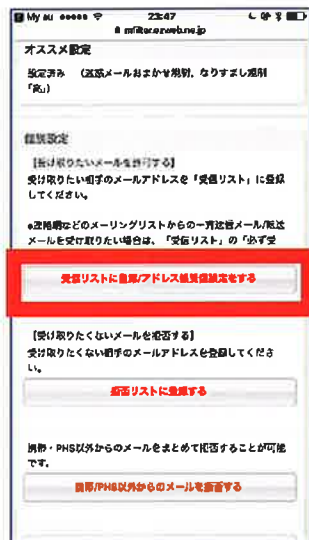 My au 23:47
mfilter.ezweb.ne.jp
オススメ設定
設定済み （迷惑メールおまかせ規制、なりすまし規制
「高」）
個別設定
【受け取りたいメールを許可する】
受け取りたい相手のメールアドレスを「受信リスト」に登録
してください。
●速報網などのメーリングリストからの一斉送信メール/転送
メールを受け取りたい場合は、「受信リスト」の「必ず受
受信リストに登録/アドレス帳受信設定をする
【受け取りたくないメールを拒否する】
受け取りたくない相手のメールアドレスを登録してくださ
い。
拒否リストに登録する
携帯・PHS以外からのメールをまとめて拒否することが可能
です。
携帯/PHS以外からのメールを拒否する